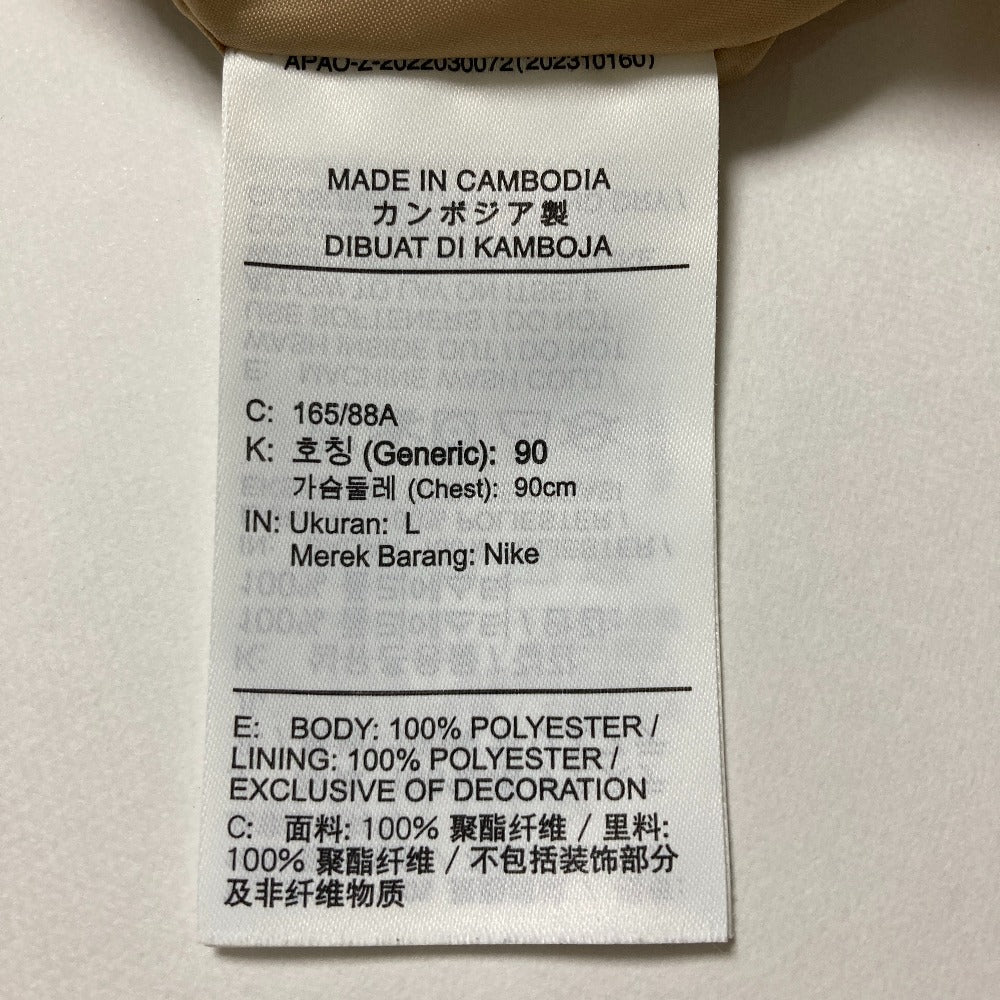 APAO-Z-2022030072(202310160)
MADE IN CAMBODIA
カンボジア製
DIBUAT DI KAMBOJA
C: 165/88A
K: 호칭 (Generic): 90
가슴둘레 (Chest): 90cm
IN: Ukuran: L
Merek Barang: Nike
E: BODY: 100% POLYESTER /
LINING: 100% POLYESTER /
EXCLUSIVE OF DECORATION
C: 面料: 100% 聚酯纤维 / 里料:
100% 聚酯纤维 / 不包括装饰部分
及非纤维物质